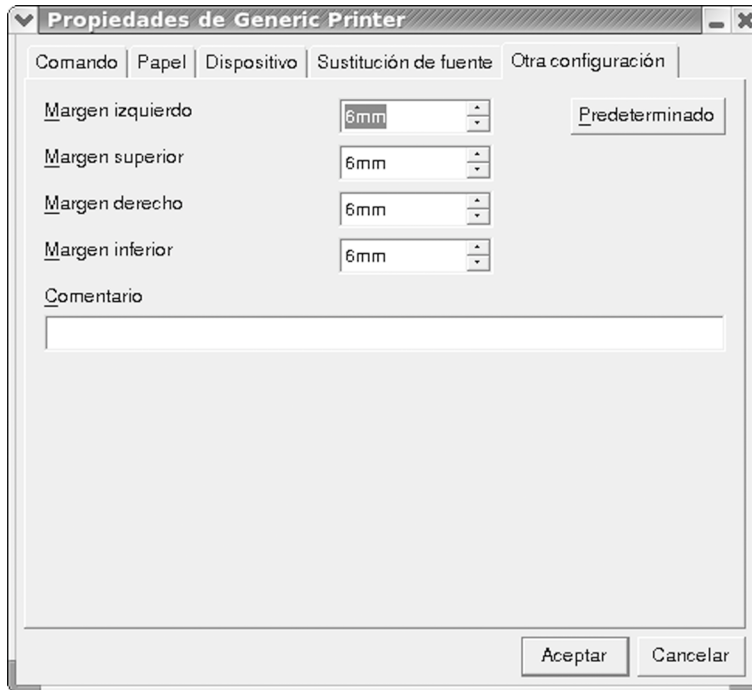 Propiedades de Generic Printer
Comando Papel Dispositivo Sustitución de fuente Otra configuración
Margen izquierdo 6mm Predeterminado
Margen superior 6mm
Margen derecho 6mm
Margen inferior 6mm
Comentario
Aceptar Cancelar